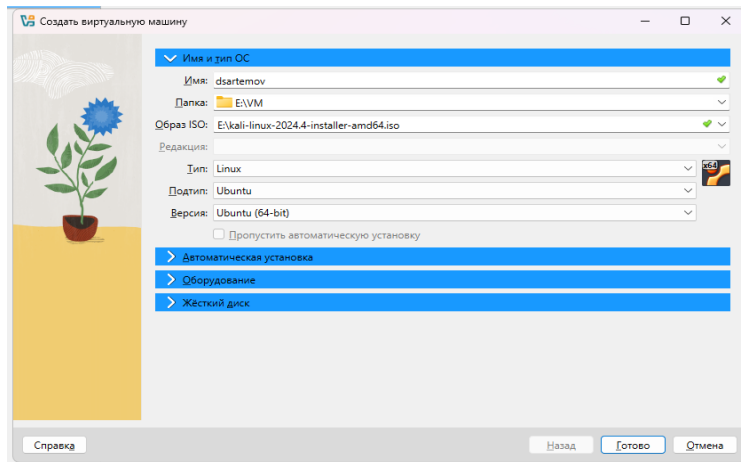 Создать виртуальную машину
Имя и тип ОС
Имя: dsartemov
Папка: E:\VM
Образ ISO: E:\kali-linux-2024.4-installer-amd64.iso
Редакция:
Тип: Linux
x64
Подтип: Ubuntu
Версия: Ubuntu (64-bit)
Пропустить автоматическую установку
Автоматическая установка
Оборудование
Жёсткий диск
Справка Назад Готово Отмена